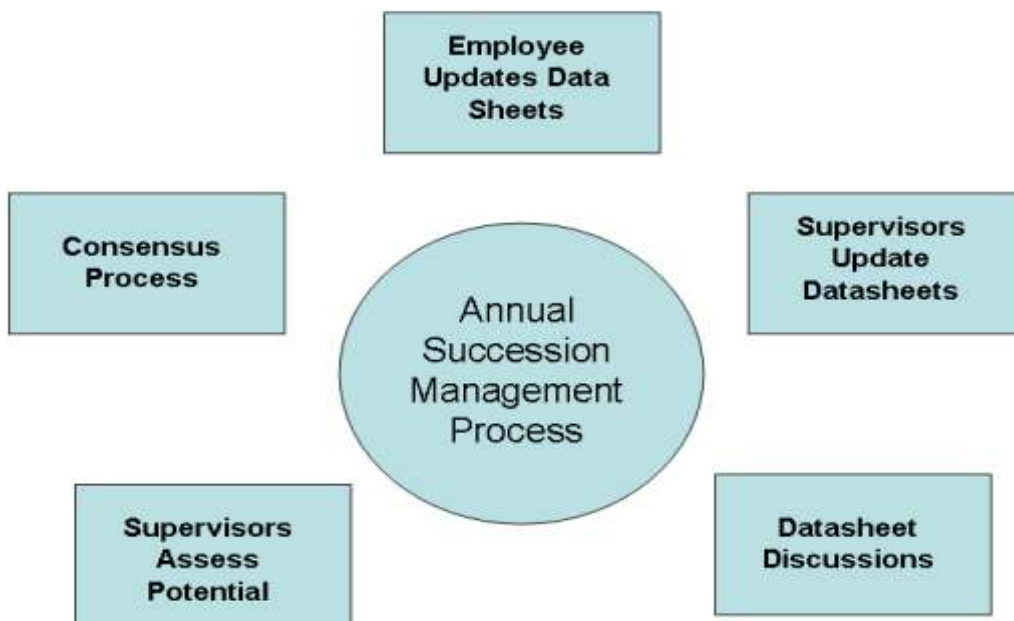 Employee
Updates Data
Sheets
Consensus
Process
Supervisors
Update
Datasheets
Annual
Succession
Management
Process
Supervisors
Assess
Potential
Datasheet
Discussions